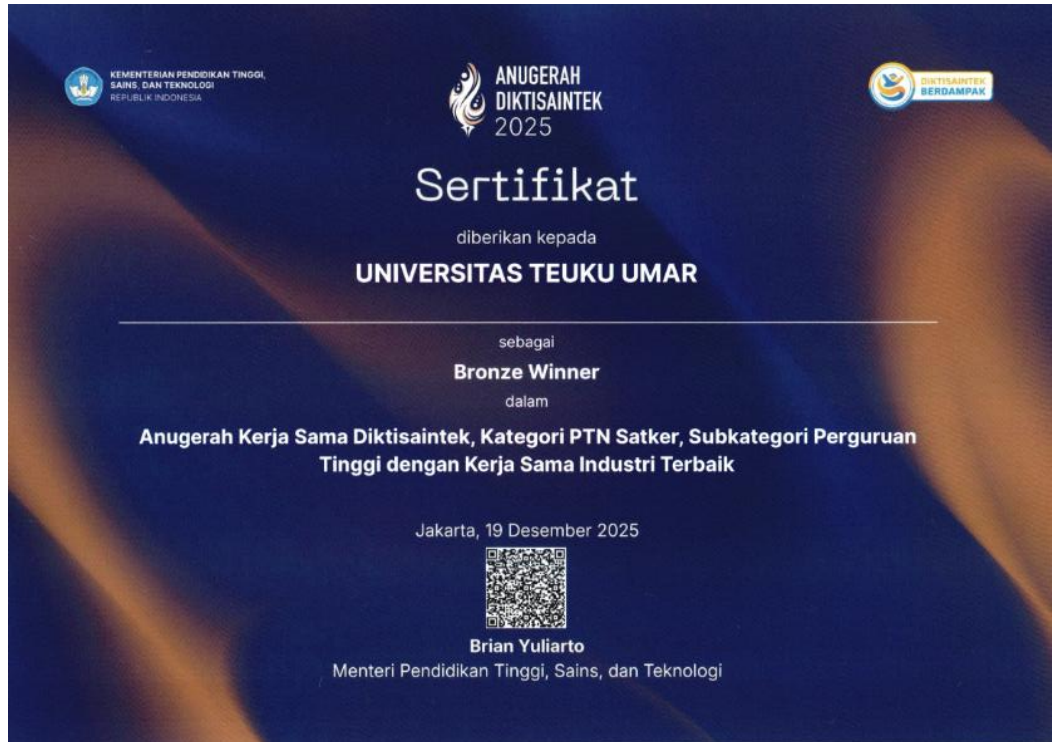 KEMENTERIAN PENDIDIKAN TINGGI,
SAINS, DAN TEKNOLOGI
REPUBLIK INDONESIA
ANUGERAH
DIKTISAINTEK
2025
DIKTISAINTEK
BERDAMPAK
Sertifikat
diberikan kepada
UNIVERSITAS TEUKU UMAR
sebagai
Bronze Winner
dalam
Anugerah Kerja Sama Diktisaintek, Kategori PTN Satker, Subkategori Perguruan
Tinggi dengan Kerja Sama Industri Terbaik
Jakarta, 19 Desember 2025
Brian Yuliarto
Menteri Pendidikan Tinggi, Sains, dan Teknologi